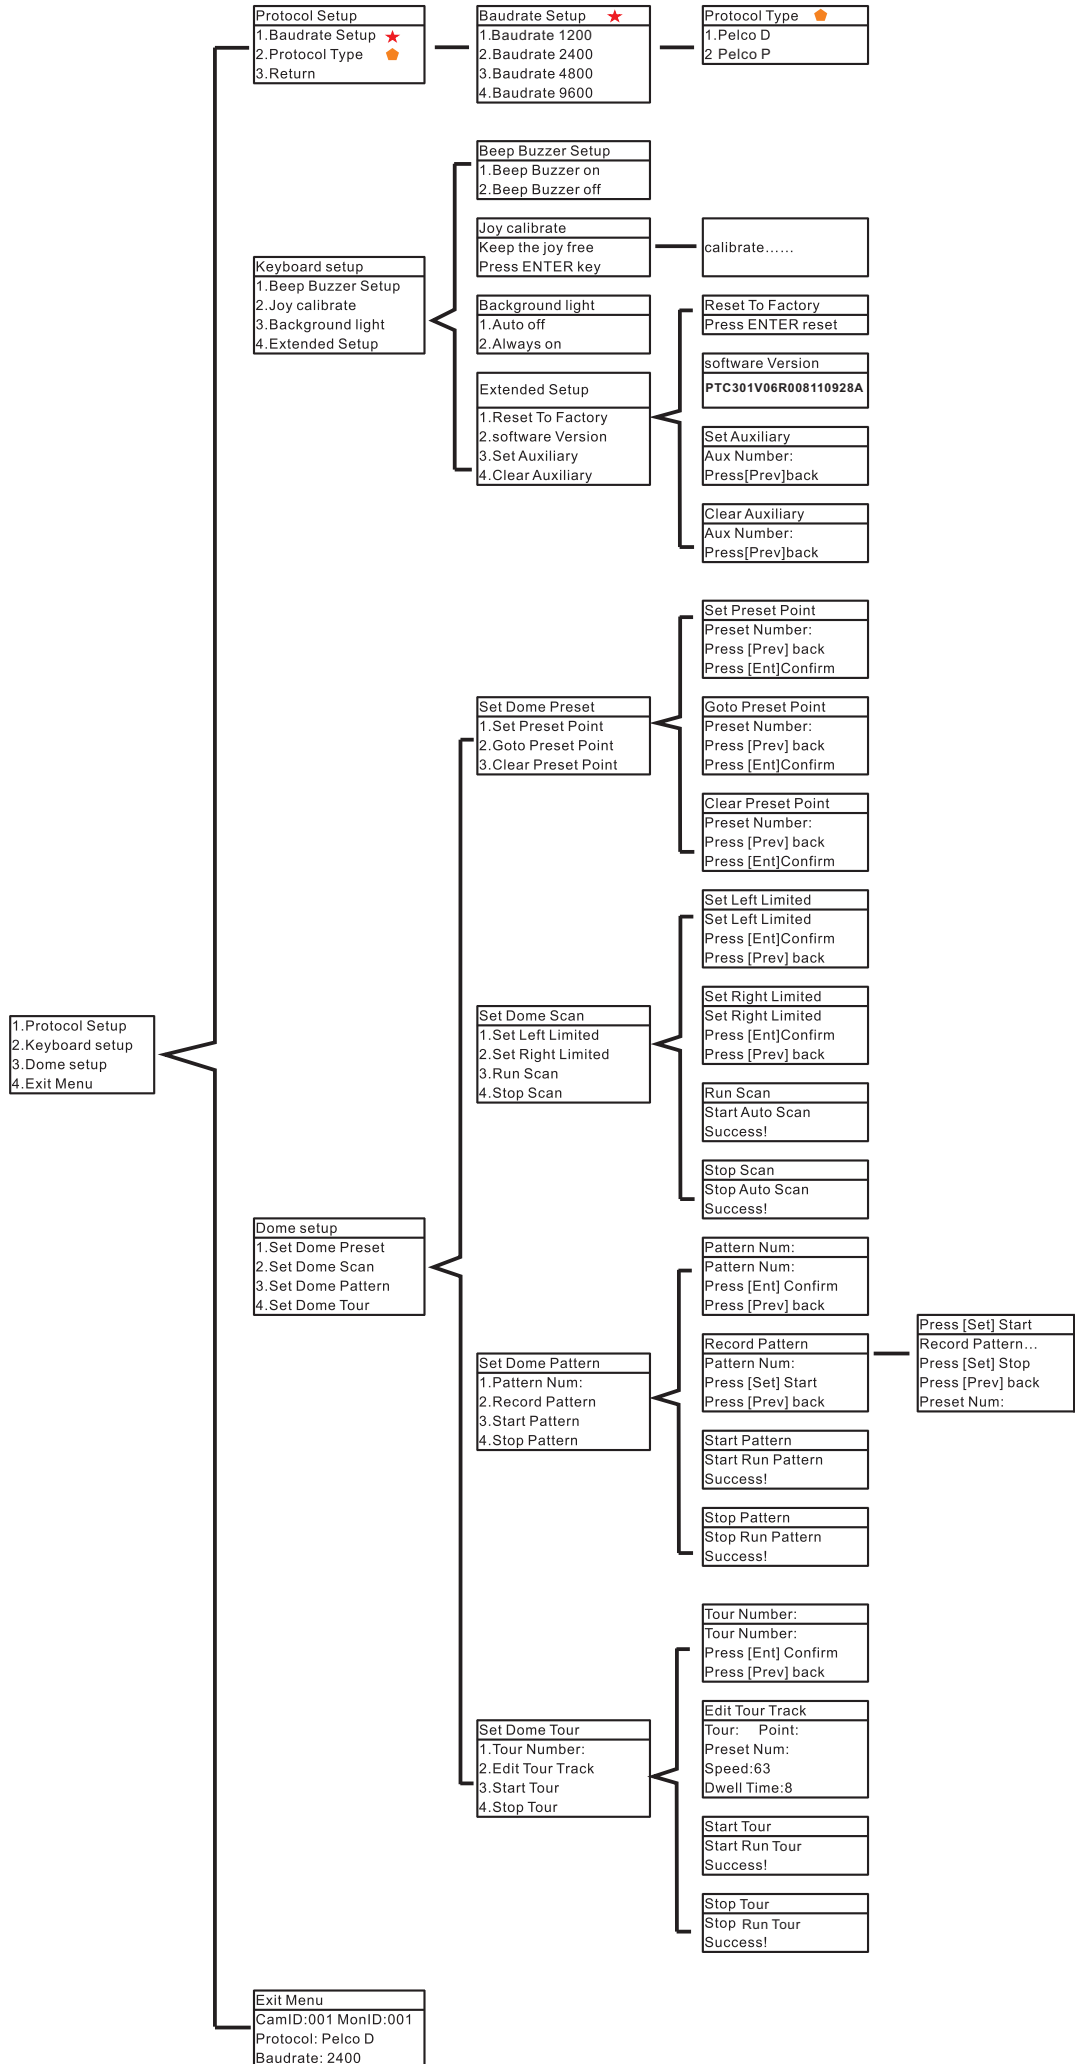 Protocol Setup
1.Baudrate Setup
2.Protocol Type
3.Return
Baudrate Setup
1.Baudrate 1200
2.Baudrate 2400
3.Baudrate 4800
4.Baudrate 9600
Protocol Type
1.Pelco D
2 Pelco P
Beep Buzzer Setup
1.Beep Buzzer on
2.Beep Buzzer off
Joy calibrate
Keep the joy free
Press ENTER key
calibrate......
Keyboard setup
1.Beep Buzzer Setup
2.Joy calibrate
3.Background light
4.Extended Setup
Background light
1.Auto off
2.Always on
Extended Setup
1.Reset To Factory
2.software Version
3.Set Auxiliary
4.Clear Auxiliary
Reset To Factory
Press ENTER reset
software Version
PTC301V06R008110928A
Set Auxiliary
Aux Number:
Press[Prev]back
Clear Auxiliary
Aux Number:
Press[Prev]back
Set Dome Preset
1.Set Preset Point
2.Goto Preset Point
3.Clear Preset Point
Set Preset Point
Preset Number:
Press [Prev] back
Press [Ent]Confirm
Goto Preset Point
Preset Number:
Press [Prev] back
Press [Ent]Confirm
Clear Preset Point
Preset Number:
Press [Prev] back
Press [Ent]Confirm
1.Protocol Setup
2.Keyboard setup
3.Dome setup
4.Exit Menu
Set Dome Scan
1.Set Left Limited
2.Set Right Limited
3.Run Scan
4.Stop Scan
Set Left Limited
Set Left Limited
Press [Ent]Confirm
Press [Prev] back
Set Right Limited
Set Right Limited
Press [Ent]Confirm
Press [Prev] back
Run Scan
Start Auto Scan
Success!
Stop Scan
Stop Auto Scan
Success!
Dome setup
1.Set Dome Preset
2.Set Dome Scan
3.Set Dome Pattern
4.Set Dome Tour
Set Dome Pattern
1.Pattern Num:
2.Record Pattern
3.Start Pattern
4.Stop Pattern
Pattern Num:
Pattern Num:
Press [Ent] Confirm
Press [Prev] back
Record Pattern
Pattern Num:
Press [Set] Start
Press [Prev] back
Press [Set] Start
Record Pattern...
Press [Set] Stop
Press [Prev] back
Preset Num:
Start Pattern
Start Run Pattern
Success!
Stop Pattern
Stop Run Pattern
Success!
Set Dome Tour
1.Tour Number:
2.Edit Tour Track
3.Start Tour
4.Stop Tour
Tour Number:
Tour Number:
Press [Ent] Confirm
Press [Prev] back
Edit Tour Track
Tour: Point:
Preset Num:
Speed:63
Dwell Time:8
Start Tour
Start Run Tour
Success!
Stop Tour
Stop Run Tour
Success!
Exit Menu
CamID:001 MonID:001
Protocol: Pelco D
Baudrate: 2400